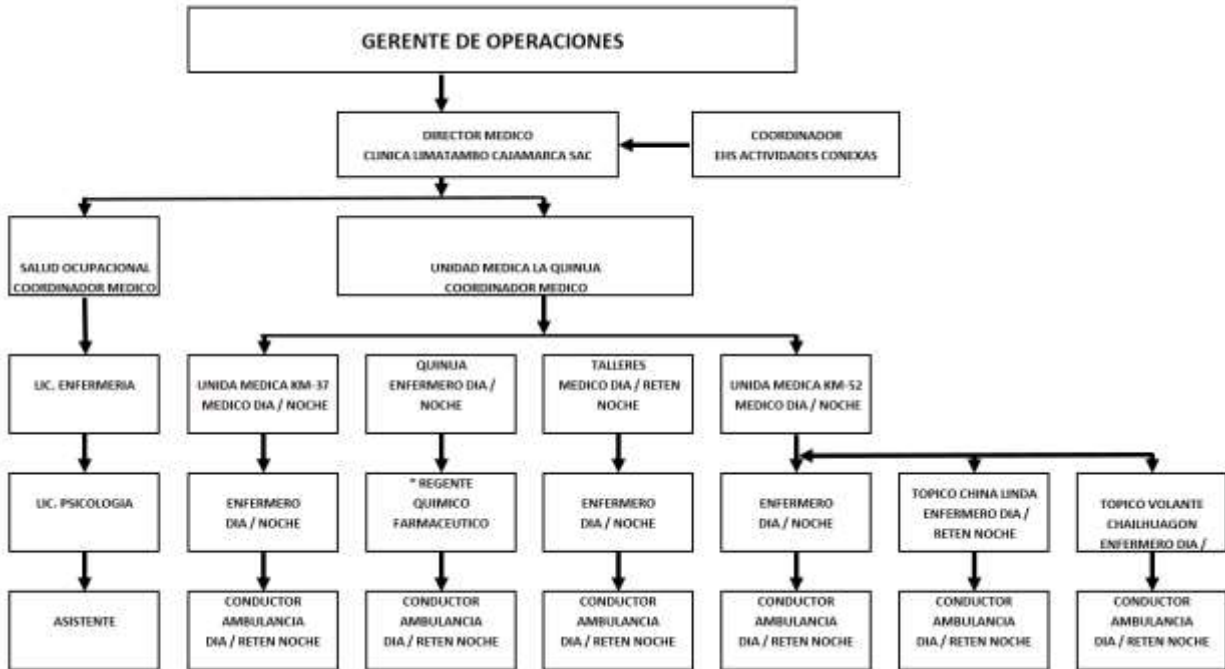 GERENTE DE OPERACIONES
DIRECTOR MEDICO
CLINICA LIMATAMBO CAJAMARCA SAC
COORDINADOR
EHS ACTIVIDADES CONEXAS
SALUD OCUPACIONAL
COORDINADOR MEDICO
UNIDAD MEDICA LA QUINUA
COORDINADOR MEDICO
LIC. ENFERMERIA
UNIDA MEDICA KM-37
MEDICO DIA / NOCHE
QUINUA
ENFERMERO DIA /
NOCHE
TALLERES
MEDICO DIA / RETEN
NOCHE
UNIDA MEDICA KM-52
MEDICO DIA / NOCHE
LIC. PSICOLOGIA
ENFERMERO
DIA / NOCHE
* REGENTE
QUIMICO
FARMACEUTICO
ENFERMERO
DIA / NOCHE
ENFERMERO
DIA / NOCHE
TOPICO CHINA LINDA
ENFERMERO DIA /
RETEN NOCHE
TOPICO VOLANTE
CHAILHUAGON
ENFERMERO DIA /
ASISTENTE
CONDUCTOR
AMBULANCIA
DIA / RETEN NOCHE
CONDUCTOR
AMBULANCIA
DIA / RETEN NOCHE
CONDUCTOR
AMBULANCIA
DIA / RETEN NOCHE
CONDUCTOR
AMBULANCIA
DIA / RETEN NOCHE
CONDUCTOR
AMBULANCIA
DIA / RETEN NOCHE
CONDUCTOR
AMBULANCIA
DIA / RETEN NOCHE